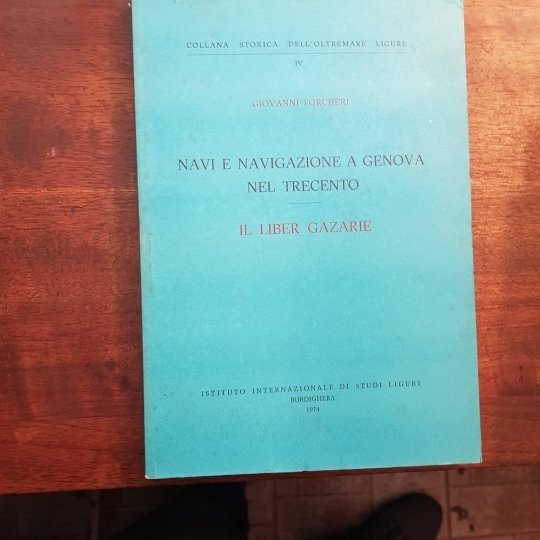 COLLANA STORICA DELL'OLTREMARE LIGURE
IV
GIOVANNI FORCHERI
NAVI E NAVIGAZIONE A GENOVA
NEL TRECENTO
IL LIBER GAZARIE
ISTITUTO INTERNAZIONALE DI STUDI LIGURI
BORDIGHERA
1974